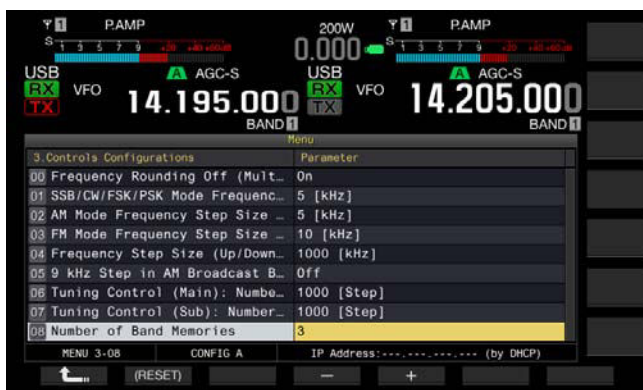 1 P.AMP 200W 1 P.AMP
S 1 3 5 7 9 +20 +40 +60dB 0.000 S 1 3 5 7 9 +20 +40 +60dB
USB A AGC-S USB A AGC-S
RX VFO 14.195.000 RX VFO 14.205.000
TX BAND 1 TX BAND 1
Menu
3.Controls Configurations Parameter
00 Frequency Rounding Off (Mult… On
01 SSB/CW/FSK/PSK Mode Frequenc… 5 [kHz]
02 AM Mode Frequency Step Size … 5 [kHz]
03 FM Mode Frequency Step Size … 10 [kHz]
04 Frequency Step Size (Up/Down… 1000 [kHz]
05 9 kHz Step in AM Broadcast B… Off
06 Tuning Control (Main): Numbe… 1000 [Step]
07 Tuning Control (Sub): Number… 1000 [Step]
08 Number of Band Memories 3
MENU 3-08 CONFIG A IP Address:---.---.---.--- (by DHCP)
(RESET) − +